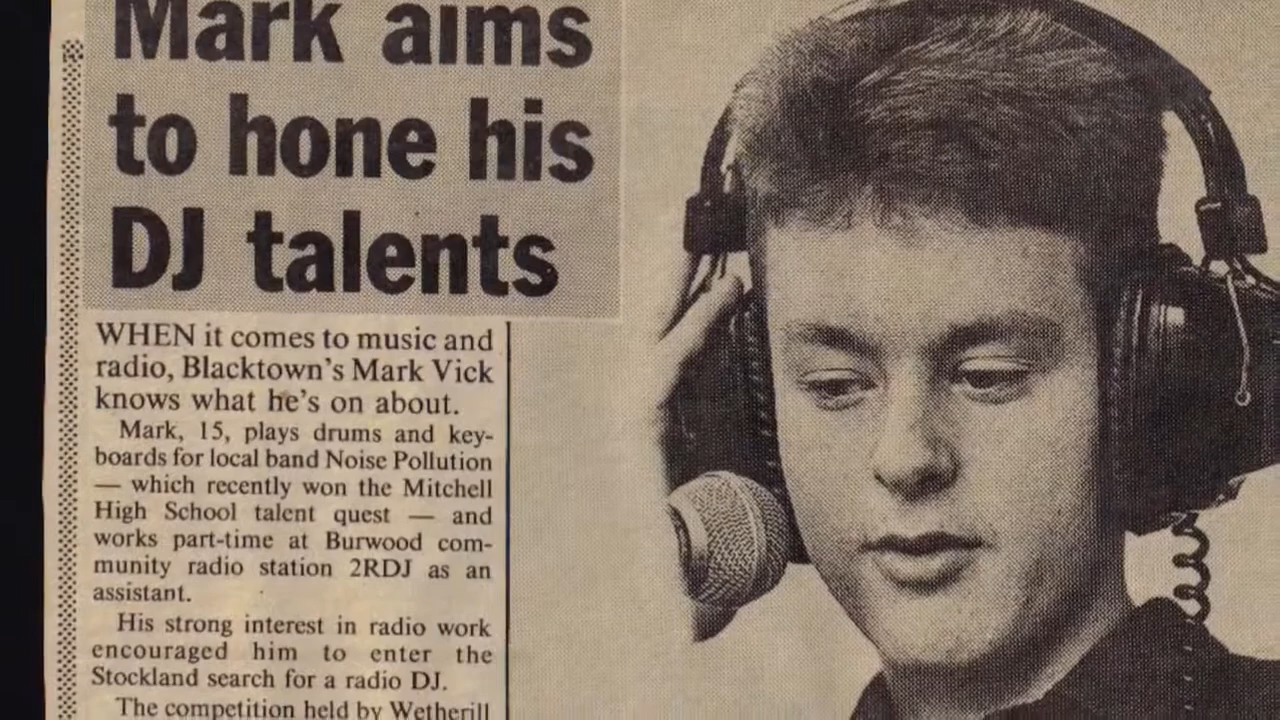 Mark aims
to hone his
DJ talents
WHEN it comes to music and
radio, Blacktown's Mark Vick
knows what he's on about.
Mark, 15, plays drums and key-
boards for local band Noise Pollution
— which recently won the Mitchell
High School talent quest — and
works part-time at Burwood com-
munity radio station 2RDJ as an
assistant.
His strong interest in radio work
encouraged him to enter the
Stockland search for a radio DJ.
The competition held by Wetherill